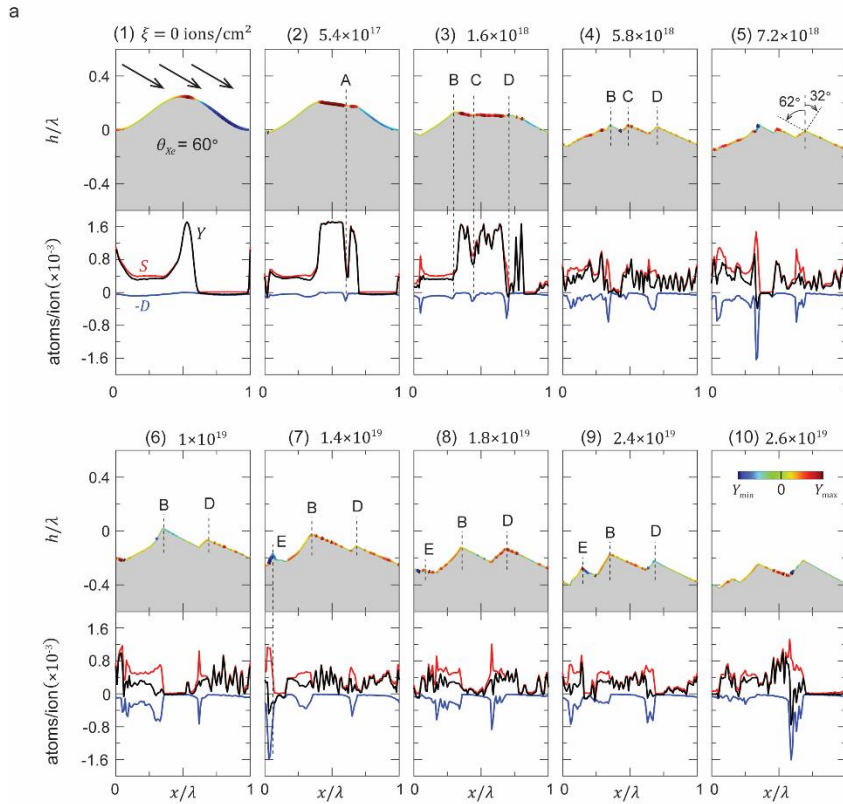 a
(1) ξ = 0 ions/cm²
(2) 5.4×10¹⁷
(3) 1.6×10¹⁸
(4) 5.8×10¹⁸
(5) 7.2×10¹⁸
0.4
0
-0.4
h/λ
θXe = 60°
A
B C D
B C D
62° 32°
1.6
0.8
0
-0.8
-1.6
atoms/ion (×10⁻³)
S
Y
-D
0 1 0 1 0 1 0 1 0 1
(6) 1×10¹⁹
(7) 1.4×10¹⁹
(8) 1.8×10¹⁹
(9) 2.4×10¹⁹
(10) 2.6×10¹⁹
0.4
0
-0.4
h/λ
B D
E B D
E B D
E B D
Ymin 0 Ymax
1.6
0.8
0
-0.8
-1.6
atoms/ion (×10⁻³)
0 x/λ 1 0 x/λ 1 0 x/λ 1 0 x/λ 1 0 x/λ 1